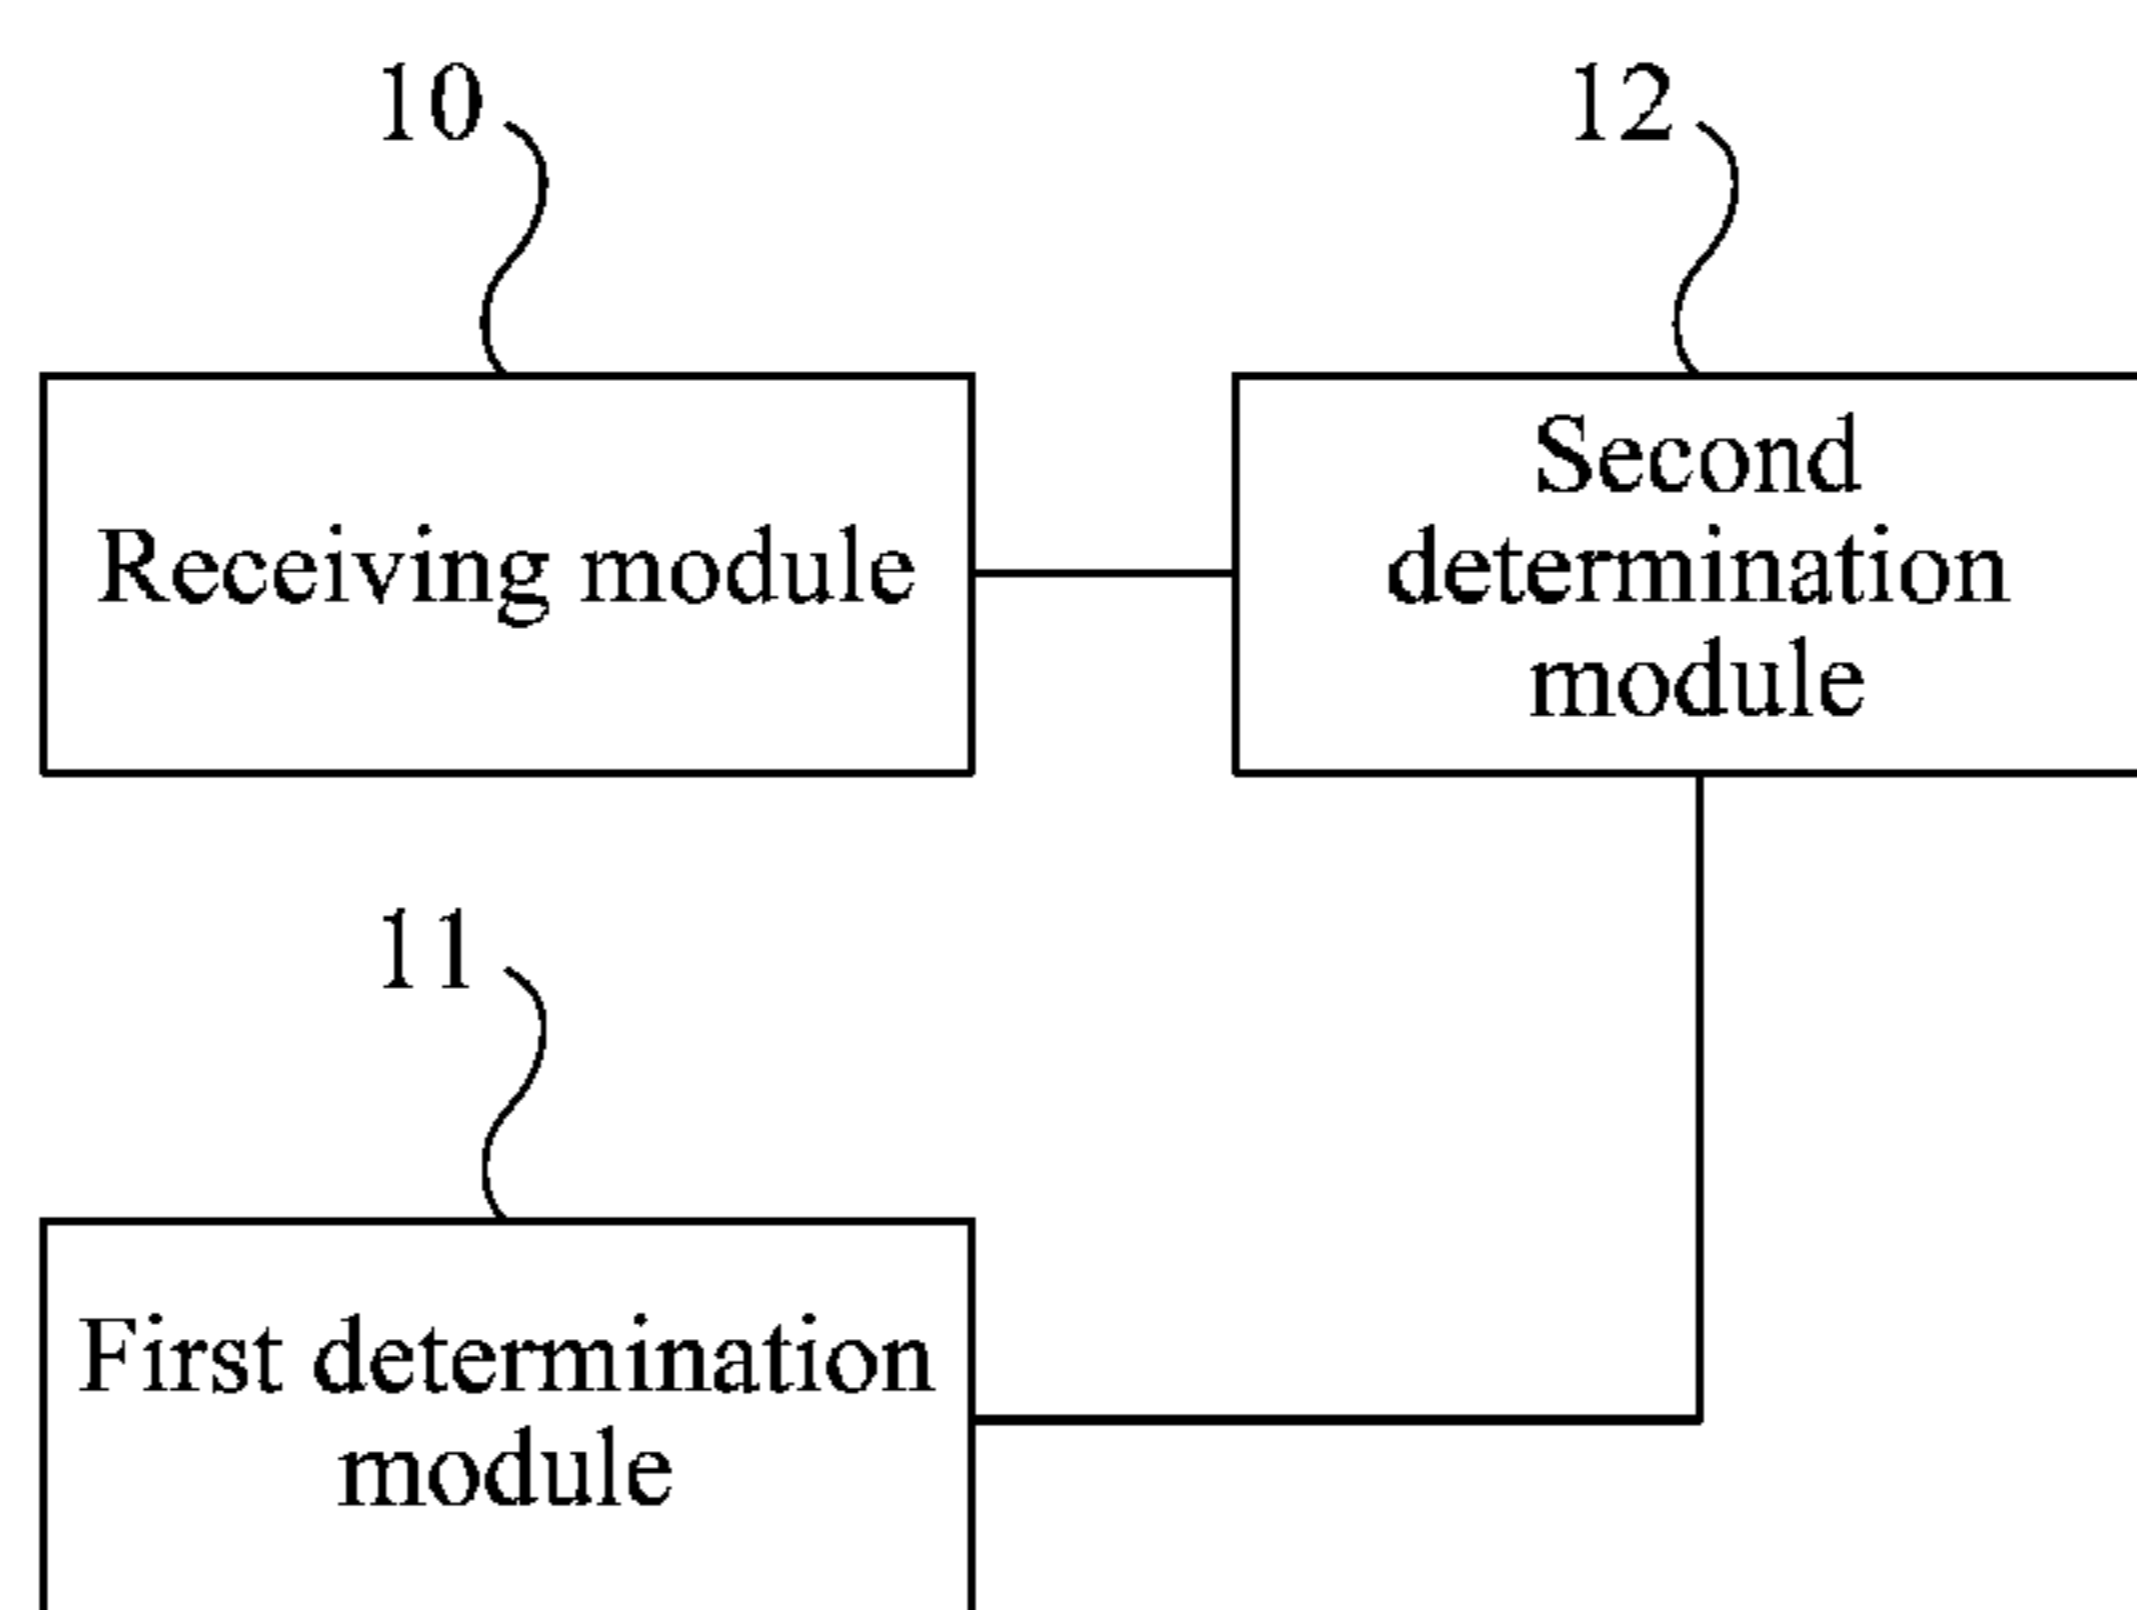 10
12
Receiving module
Second
determination
module
11
First determination
module